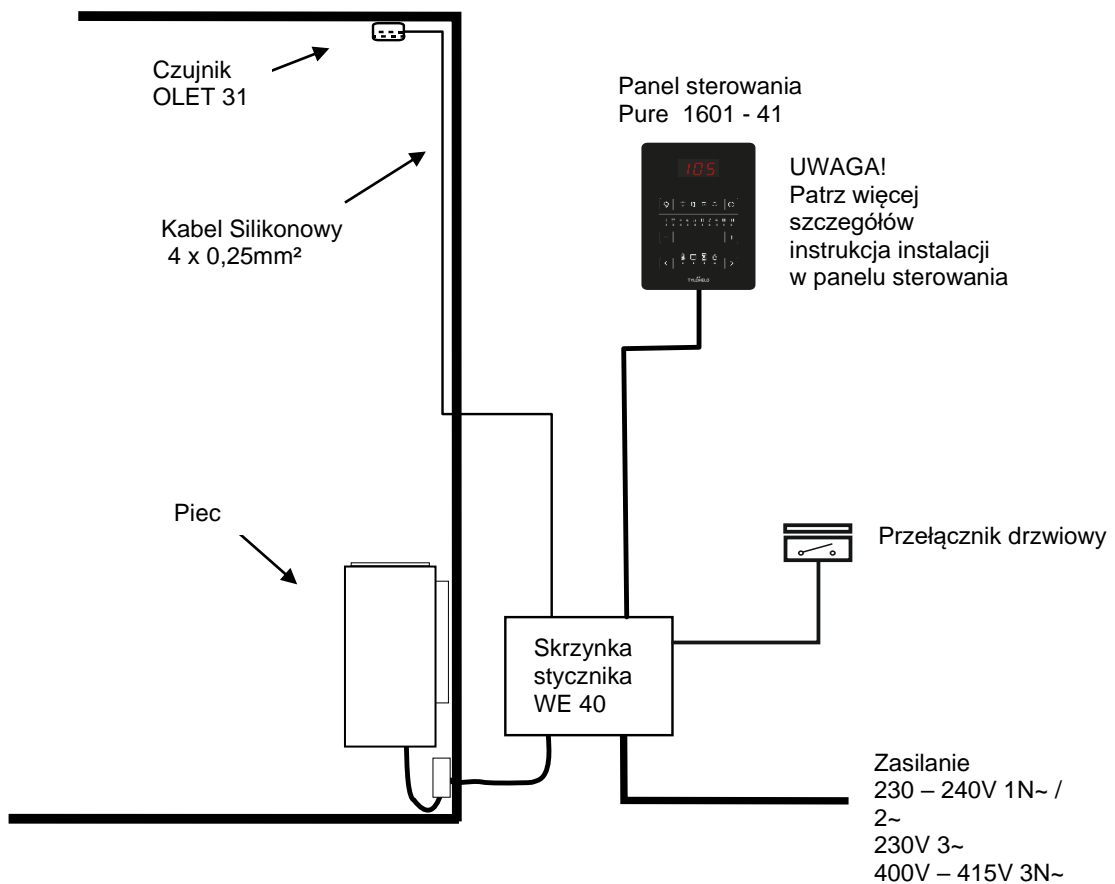 Czujnik
OLET 31
Panel sterowania
Pure 1601 - 41
105
TYLÖHELO
UWAGA!
Patrz więcej
szczegółów
instrukcja instalacji
w panelu sterowania
Kabel Silikonowy
4 x 0,25mm²
Piec
Przełącznik drzwiowy
Skrzynka
stycznika
WE 40
Zasilanie
230 – 240V 1N~ /
2~
230V 3~
400V – 415V 3N~